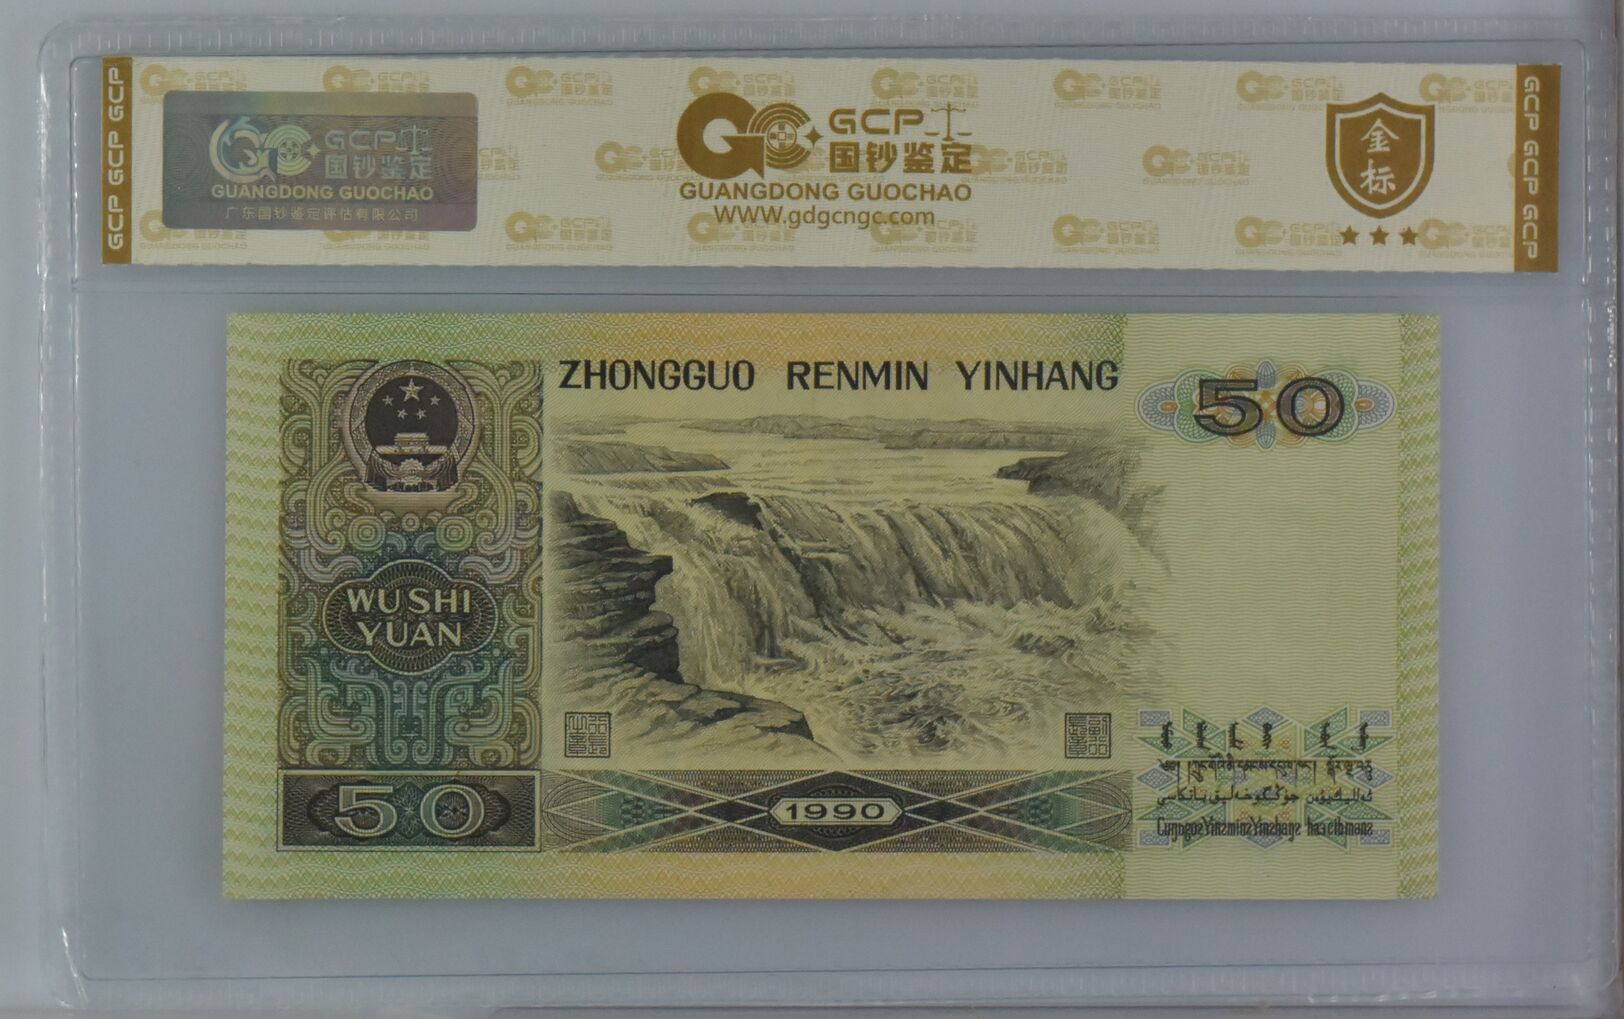 GCP GCP GCP
GCP 国钞鉴定
GUANGDONG GUOCHAO
广东国钞鉴定评估有限公司
GCP
国钞鉴定
GUANGDONG GUOCHAO
WWW.gdgcngc.com
金标
GCP GCP GCP
ZHONGGUO RENMIN YINHANG
50
WU SHI
YUAN
50
1990